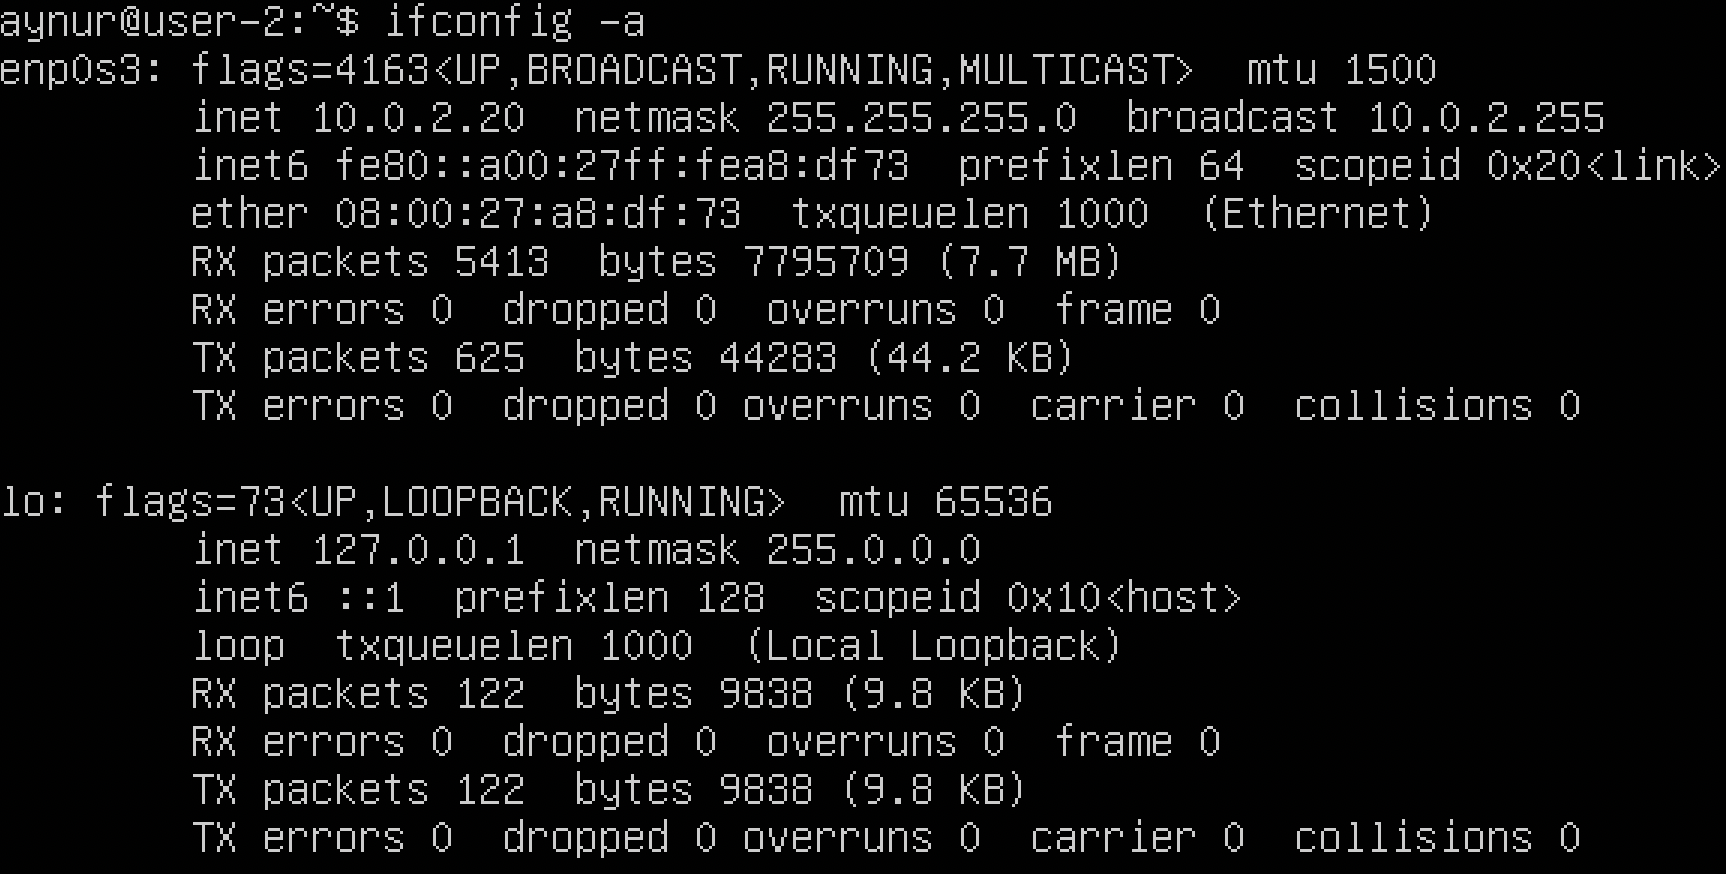 aynur@user-2:~$ ifconfig -a
enp0s3: flags=4163<UP,BROADCAST,RUNNING,MULTICAST>  mtu 1500
        inet 10.0.2.20  netmask 255.255.255.0  broadcast 10.0.2.255
        inet6 fe80::a00:27ff:fea8:df73  prefixlen 64  scopeid 0x20<link>
        ether 08:00:27:a8:df:73  txqueuelen 1000  (Ethernet)
        RX packets 5413  bytes 7795709 (7.7 MB)
        RX errors 0  dropped 0  overruns 0  frame 0
        TX packets 625  bytes 44283 (44.2 KB)
        TX errors 0  dropped 0 overruns 0  carrier 0  collisions 0

lo: flags=73<UP,LOOPBACK,RUNNING>  mtu 65536
        inet 127.0.0.1  netmask 255.0.0.0
        inet6 ::1  prefixlen 128  scopeid 0x10<host>
        loop  txqueuelen 1000  (Local Loopback)
        RX packets 122  bytes 9838 (9.8 KB)
        RX errors 0  dropped 0  overruns 0  frame 0
        TX packets 122  bytes 9838 (9.8 KB)
        TX errors 0  dropped 0 overruns 0  carrier 0  collisions 0